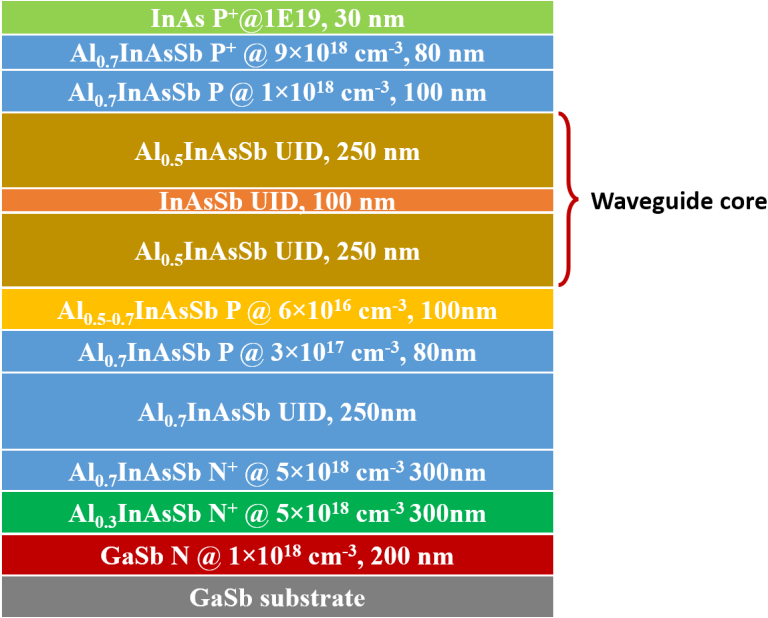 InAs P⁺@1E19, 30 nm
Al₀.₇InAsSb P⁺ @ 9×10¹⁸ cm⁻³, 80 nm
Al₀.₇InAsSb P @ 1×10¹⁸ cm⁻³, 100 nm
Al₀.₅InAsSb UID, 250 nm
InAsSb UID, 100 nm
Waveguide core
Al₀.₅InAsSb UID, 250 nm
Al₀.₅₋₀.₇InAsSb P @ 6×10¹⁶ cm⁻³, 100nm
Al₀.₇InAsSb P @ 3×10¹⁷ cm⁻³, 80nm
Al₀.₇InAsSb UID, 250nm
Al₀.₇InAsSb N⁺ @ 5×10¹⁸ cm⁻³ 300nm
Al₀.₃InAsSb N⁺ @ 5×10¹⁸ cm⁻³ 300nm
GaSb N @ 1×10¹⁸ cm⁻³, 200 nm
GaSb substrate